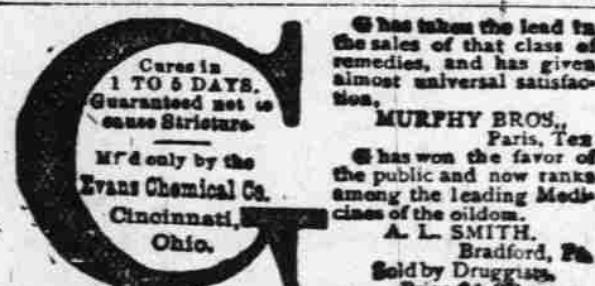 G
Cures in
1 TO 5 DAYS.
Guaranteed not to
cause Stricture.
Mf'd only by the
Evans Chemical Co.
Cincinnati,
Ohio.
G has taken the lead in
the sales of that class of
remedies, and has given
almost universal satisfac-
tion.
MURPHY BROS.,
Paris, Tex
G has won the favor of
the public and now ranks
among the leading Medi-
cines of the oildom.
A. L. SMITH.
Bradford, Pa.
Sold by Druggists.